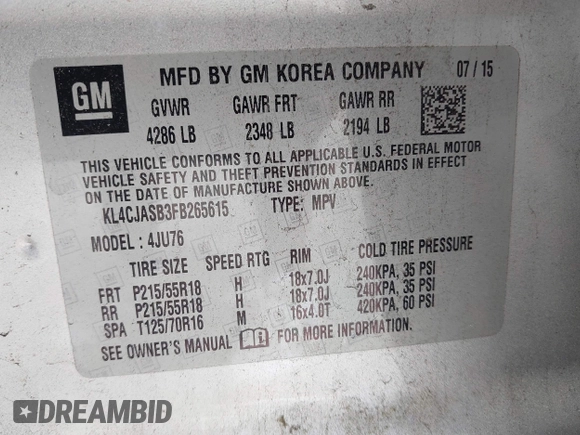 GM
MFD BY GM KOREA COMPANY 07 / 15
GVWR GAWR FRT GAWR RR
4286 LB 2348 LB 2194 LB
THIS VEHICLE CONFORMS TO ALL APPLICABLE U.S. FEDERAL MOTOR
VEHICLE SAFETY AND THEFT PREVENTION STANDARDS IN EFFECT
ON THE DATE OF MANUFACTURE SHOWN ABOVE.
KL4CJASB3FB265615 TYPE: MPV
MODEL : 4JU76
TIRE SIZE SPEED RTG RIM COLD TIRE PRESSURE
FRT P215/55R18 H 18x7.0J 240KPA, 35 PSI
RR P215/55R18 H 18x7.0J 240KPA, 35 PSI
SPA T125/70R16 M 16x4.0T 420KPA, 60 PSI
SEE OWNER'S MANUAL FOR MORE INFORMATION.
DREAMBID